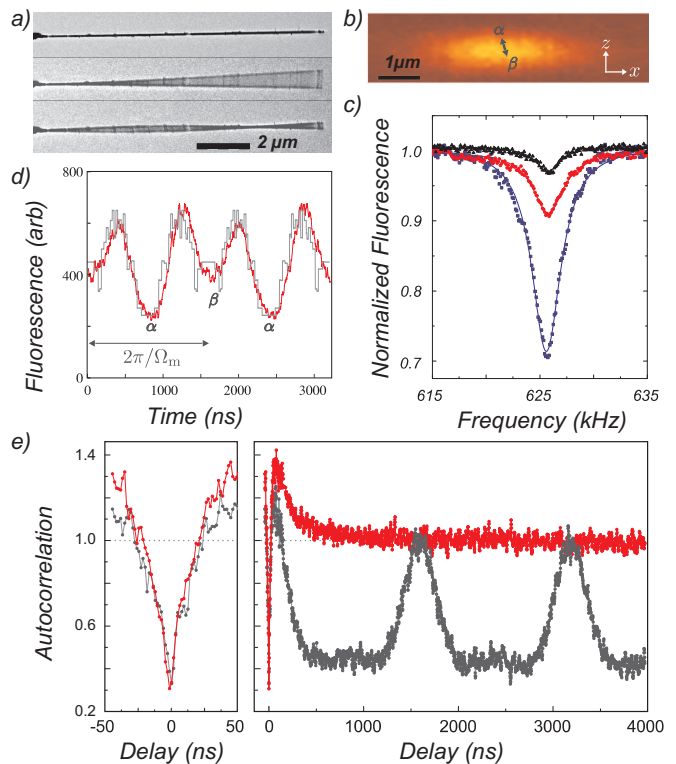 a)
2 μm
b)
α
β
1μm
z
x
c)
Normalized Fluorescence
1.0
0.9
0.8
0.7
615
625
635
Frequency (kHz)
d)
Fluorescence (arb)
800
400
0
α
β
α
2π/Ωm
0
1000
2000
3000
Time (ns)
e)
Autocorrelation
1.4
1.0
0.6
0.2
-50
0
50
Delay (ns)
0
1000
2000
3000
4000
Delay (ns)